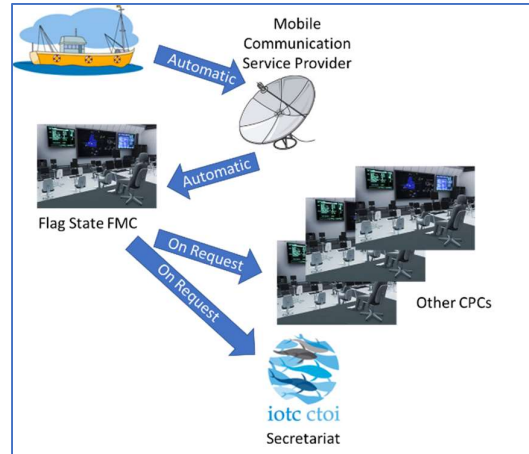 Mobile
Communication
Service Provider
Automatic
Automatic
Flag State FMC
On Request
On Request
Other CPCs
iotc ctoi
Secretariat